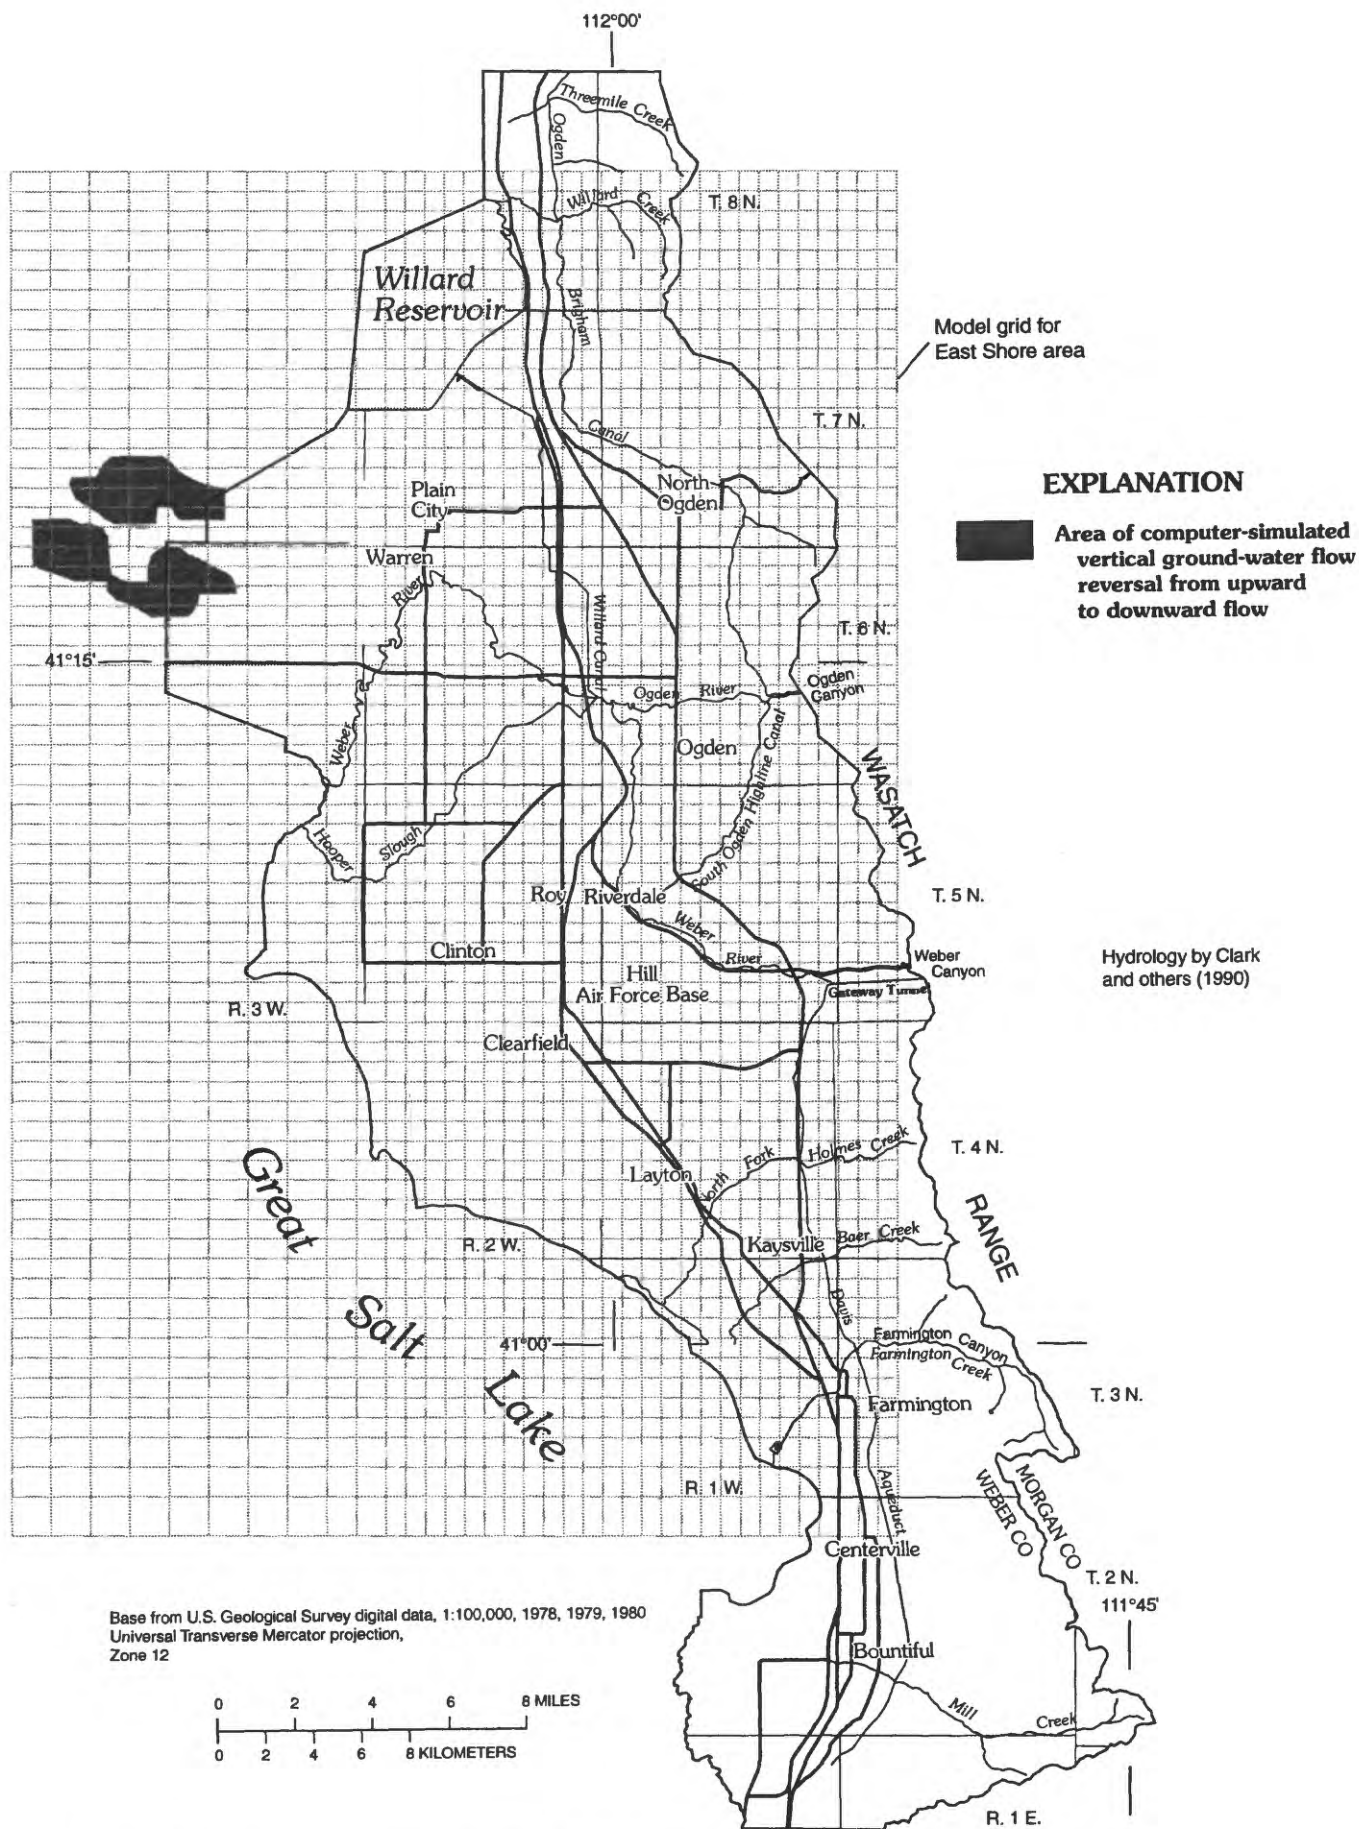 112°00'
Threemile Creek
Ogden
Willard Creek
T. 8 N.
Willard
Reservoir
Brigham
Model grid for
East Shore area
T. 7 N.
Canal
North
Ogden
Plain
City
EXPLANATION
Area of computer-simulated
vertical ground-water flow
reversal from upward
to downward flow
Warren
River
Willard Canal
T. 6 N.
41°15'
Ogden River
Ogden
Canyon
Weber
Ogden
South Ogden Highline Canal
WASATCH
Hooper
Slough
Roy
Riverdale
T. 5 N.
Weber
River
Clinton
Weber
Canyon
Hydrology by Clark
and others (1990)
Hill
Air Force Base
Gateway Tunnel
R. 3 W.
Clearfield
Great
Salt
Lake
North Fork Holmes Creek
T. 4 N.
Layton
RANGE
R. 2 W.
Kaysville
Baer Creek
Davis
41°00'
Farmington Canyon
Farmington
Creek
T. 3 N.
Farmington
R. 1 W.
Aqueduct
MORGAN CO
WEBER CO
Centerville
T. 2 N.
111°45'
Base from U.S. Geological Survey digital data, 1:100,000, 1978, 1979, 1980
Universal Transverse Mercator projection,
Zone 12
Bountiful
0 2 4 6 8 MILES
0 2 4 6 8 KILOMETERS
Mill Creek
R. 1 E.